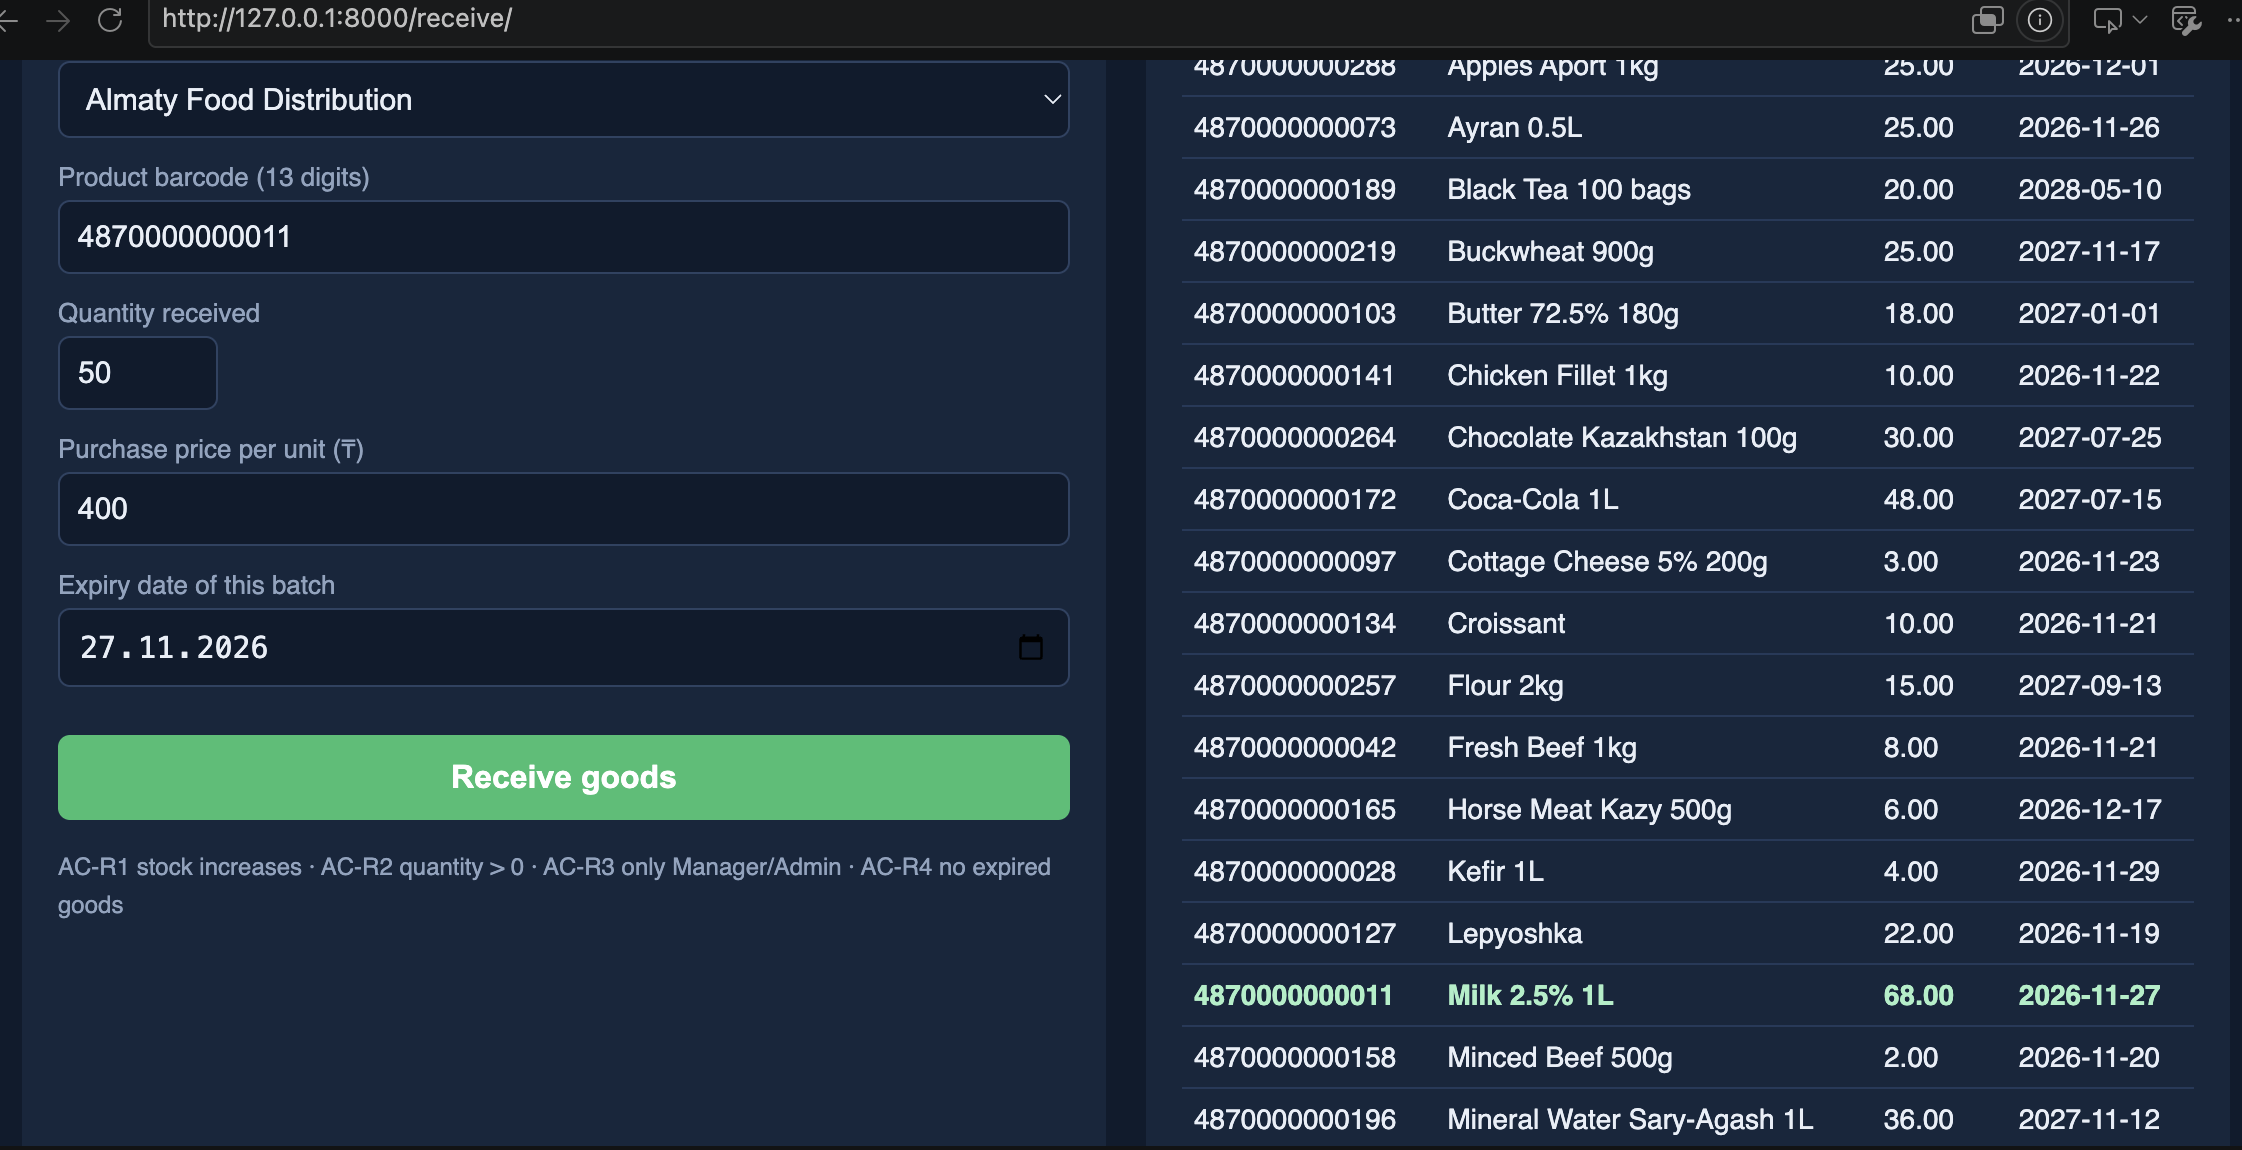 http://127.0.0.1:8000/receive/
Almaty Food Distribution
Product barcode (13 digits)
4870000000011
Quantity received
50
Purchase price per unit (₸)
400
Expiry date of this batch
27.11.2026
Receive goods
AC-R1 stock increases · AC-R2 quantity > 0 · AC-R3 only Manager/Admin · AC-R4 no expired
goods
4870000000288 Apples Aport 1kg 25.00 2026-12-01
4870000000073 Ayran 0.5L 25.00 2026-11-26
4870000000189 Black Tea 100 bags 20.00 2028-05-10
4870000000219 Buckwheat 900g 25.00 2027-11-17
4870000000103 Butter 72.5% 180g 18.00 2027-01-01
4870000000141 Chicken Fillet 1kg 10.00 2026-11-22
4870000000264 Chocolate Kazakhstan 100g 30.00 2027-07-25
4870000000172 Coca-Cola 1L 48.00 2027-07-15
4870000000097 Cottage Cheese 5% 200g 3.00 2026-11-23
4870000000134 Croissant 10.00 2026-11-21
4870000000257 Flour 2kg 15.00 2027-09-13
4870000000042 Fresh Beef 1kg 8.00 2026-11-21
4870000000165 Horse Meat Kazy 500g 6.00 2026-12-17
4870000000028 Kefir 1L 4.00 2026-11-29
4870000000127 Lepyoshka 22.00 2026-11-19
4870000000011 Milk 2.5% 1L 68.00 2026-11-27
4870000000158 Minced Beef 500g 2.00 2026-11-20
4870000000196 Mineral Water Sary-Agash 1L 36.00 2027-11-12